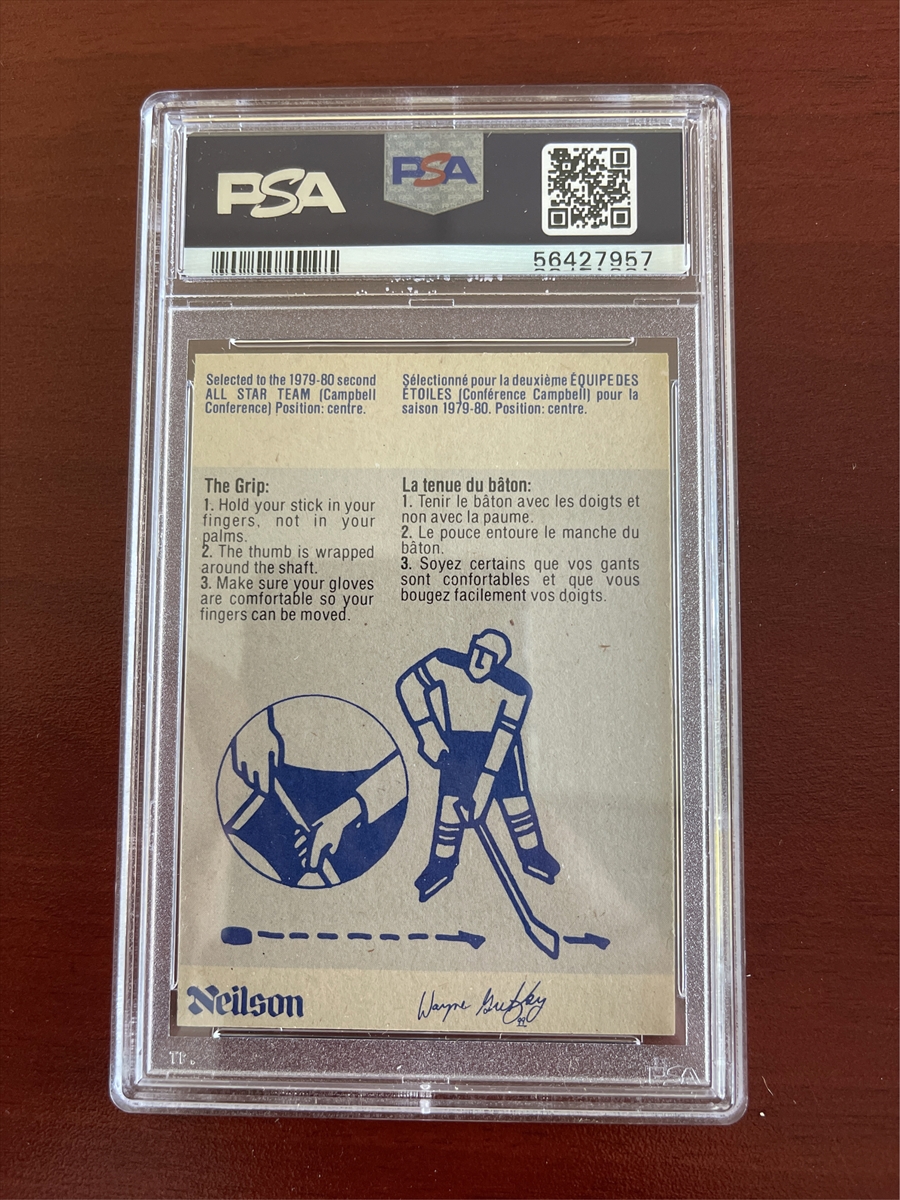 PSA
PSA
56427957
Selected to the 1979-80 second
ALL STAR TEAM (Campbell
Conference) Position: centre.
Sélectionné pour la deuxième ÉQUIPE DES
ÉTOILES (Conférence Campbell) pour la
saison 1979-80. Position: centre.
The Grip:
1. Hold your stick in your
fingers, not in your
palms.
2. The thumb is wrapped
around the shaft.
3. Make sure your gloves
are comfortable so your
fingers can be moved.
La tenue du bâton:
1. Tenir le bâton avec les doigts et
non avec la paume.
2. Le pouce entoure le manche du
bâton.
3. Soyez certains que vos gants
sont confortables et que vous
bougez facilement vos doigts.
Neilson
Wayne Gretzky
99
PSA